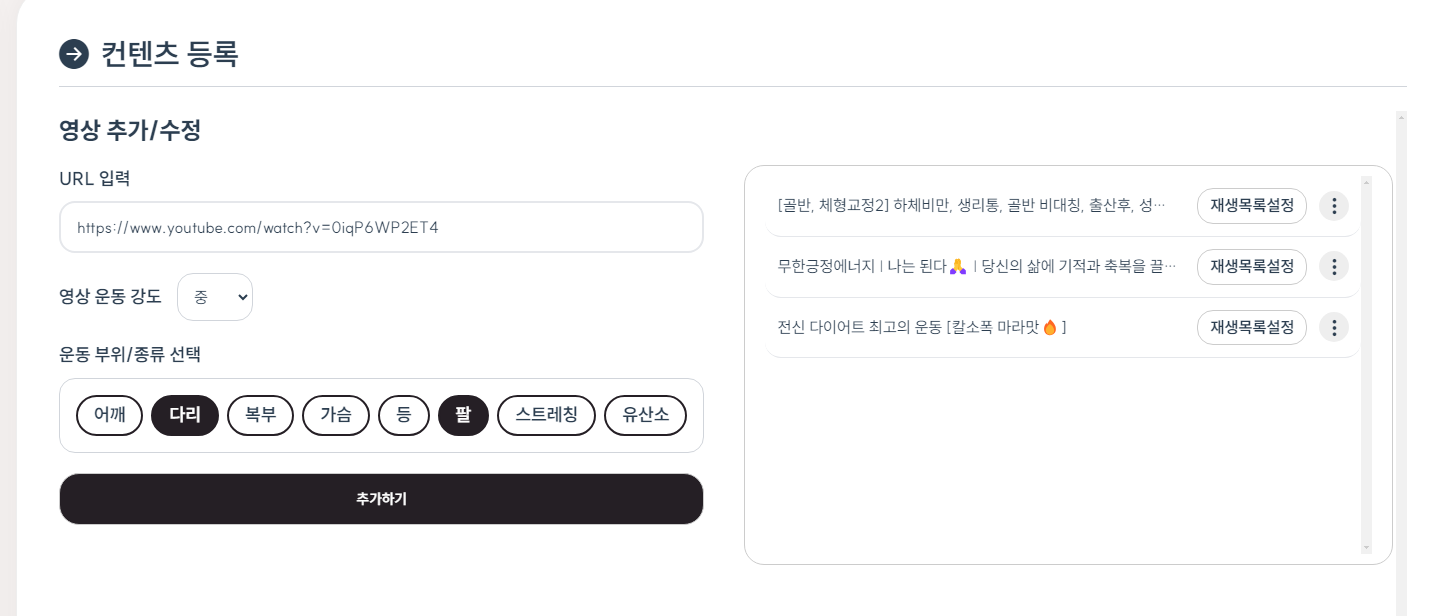 컨텐츠 등록
영상 추가/수정
URL 입력
https://www.youtube.com/watch?v=0iqP6WP2ET4
영상 운동 강도 중
운동 부위/종류 선택
어깨 다리 복부 가슴 등 팔 스트레칭 유산소
추가하기
[골반, 체형교정2] 하체비만, 생리통, 골반 비대칭, 출산후, 성… 재생목록설정
무한긍정에너지 | 나는 된다🙏 | 당신의 삶에 기적과 축복을 끌… 재생목록설정
전신 다이어트 최고의 운동 [칼소폭 마라맛🔥] 재생목록설정